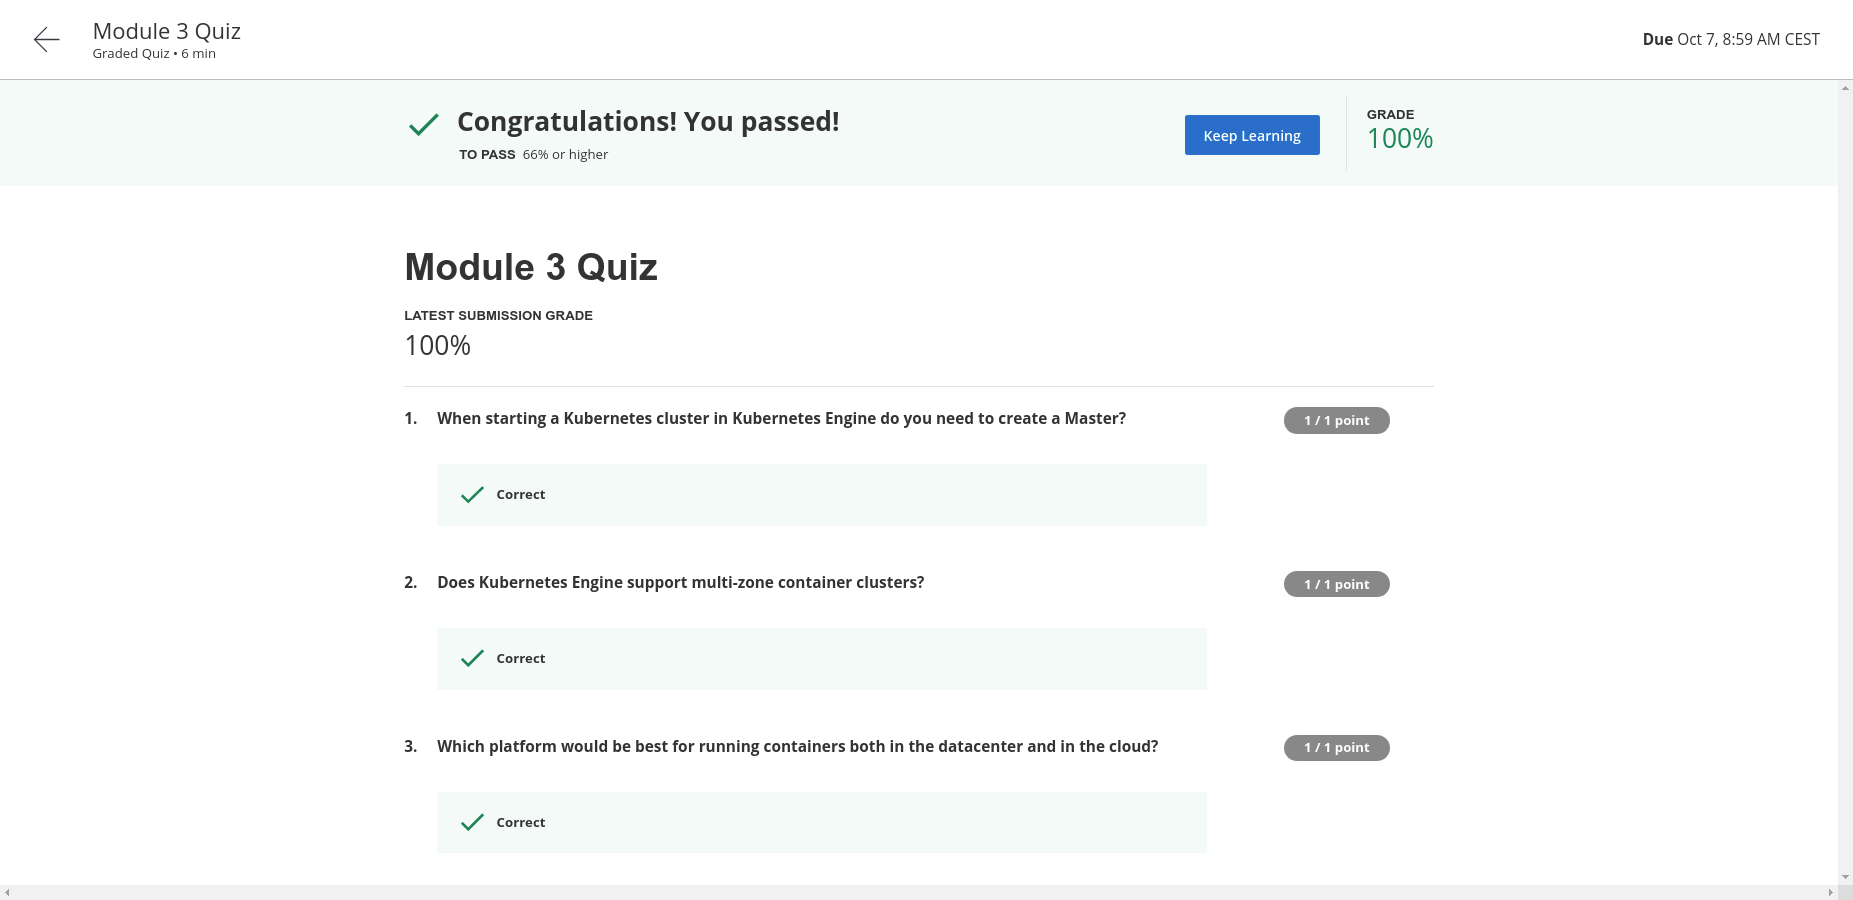 Module 3 Quiz
Graded Quiz • 6 min
Due Oct 7, 8:59 AM CEST
Congratulations! You passed!
TO PASS 66% or higher
Keep Learning
GRADE
100%
Module 3 Quiz
LATEST SUBMISSION GRADE
100%
1. When starting a Kubernetes cluster in Kubernetes Engine do you need to create a Master?
1 / 1 point
Correct
2. Does Kubernetes Engine support multi-zone container clusters?
1 / 1 point
Correct
3. Which platform would be best for running containers both in the datacenter and in the cloud?
1 / 1 point
Correct